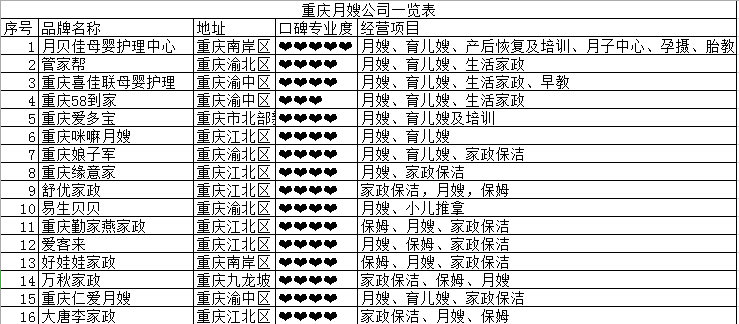 重庆月嫂公司一览表
序号 品牌名称 地址 口碑专业度 经营项目
1 月贝佳母婴护理中心 重庆南岸区 ❤❤❤❤❤ 月嫂、育儿嫂、产后恢复及培训、月子中心、孕摄、胎教
2 管家帮 重庆渝北区 ❤❤❤❤ 月嫂、育儿嫂、生活家政
3 重庆喜佳联母婴护理 重庆渝中区 ❤❤❤❤ 月嫂、育儿嫂、生活家政、早教
4 重庆58到家 重庆渝中区 ❤❤❤ 月嫂、育儿嫂、生活家政
5 重庆爱多宝 重庆市北部 ❤❤❤❤ 月嫂、育儿嫂及培训
6 重庆咪嘛月嫂 重庆江北区 ❤❤❤❤ 月嫂、育儿嫂
7 重庆娘子军 重庆渝北区 ❤❤❤❤ 月嫂、育儿嫂、家政保洁
8 重庆缘意家 重庆江北区 ❤❤❤❤ 月嫂、家政保洁
9 舒优家政 重庆江北区 ❤❤❤❤ 家政保洁，月嫂，保姆
10 易生贝贝 重庆渝北区 ❤❤❤❤ 月嫂、小儿推拿
11 重庆勤家燕家政 重庆江北区 ❤❤❤❤ 保姆、月嫂、家政保洁
12 爱客来 重庆江北区 ❤❤❤❤ 月嫂、保姆、家政保洁
13 好娃娃家政 重庆南岸区 ❤❤❤❤ 保姆、月嫂、家政保洁
14 万秋家政 重庆九龙坡 ❤❤❤❤ 家政保洁、保姆、月嫂
15 重庆仁爱月嫂 重庆渝中区 ❤❤❤❤ 月嫂、育儿嫂、家政保洁
16 大唐李家政 重庆江北区 ❤❤❤❤ 家政保洁、月嫂、保姆